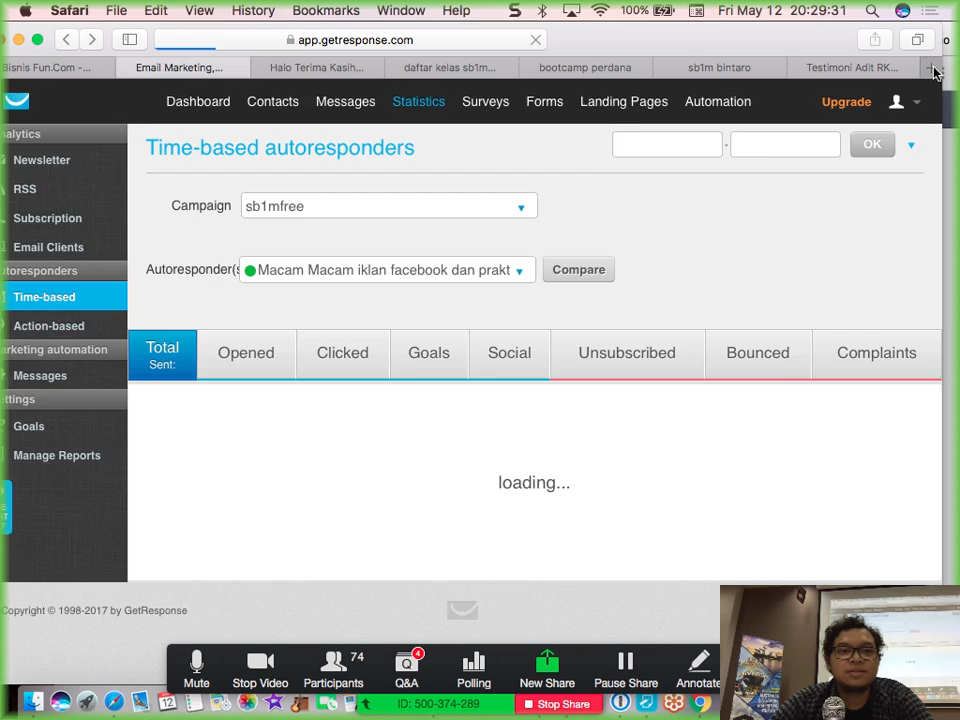 Safari File Edit View History Bookmarks Window Help S 100% Fri May 12 20:29:31
app.getresponse.com
Bisnis Fun.Com -... Email Marketing,... Halo Terima Kasih... daftar kelas sb1m... bootcamp perdana sb1m bintaro Testimoni Adit RK...
Dashboard Contacts Messages Statistics Surveys Forms Landing Pages Automation Upgrade
nalytics
Newsletter
RSS
Subscription
Email Clients
utoresponders
Time-based
Action-based
arketing automation
Messages
ettings
Goals
Manage Reports
Time-based autoresponders
- OK
Campaign sb1mfree
Autoresponder(s Macam Macam iklan facebook dan prakt Compare
Total Sent: Opened Clicked Goals Social Unsubscribed Bounced Complaints
loading...
Copyright © 1998-2017 by GetResponse
74 4
Mute Stop Video Participants Q&A Polling New Share Pause Share Annotate
12 ID: 500-374-289 Stop Share